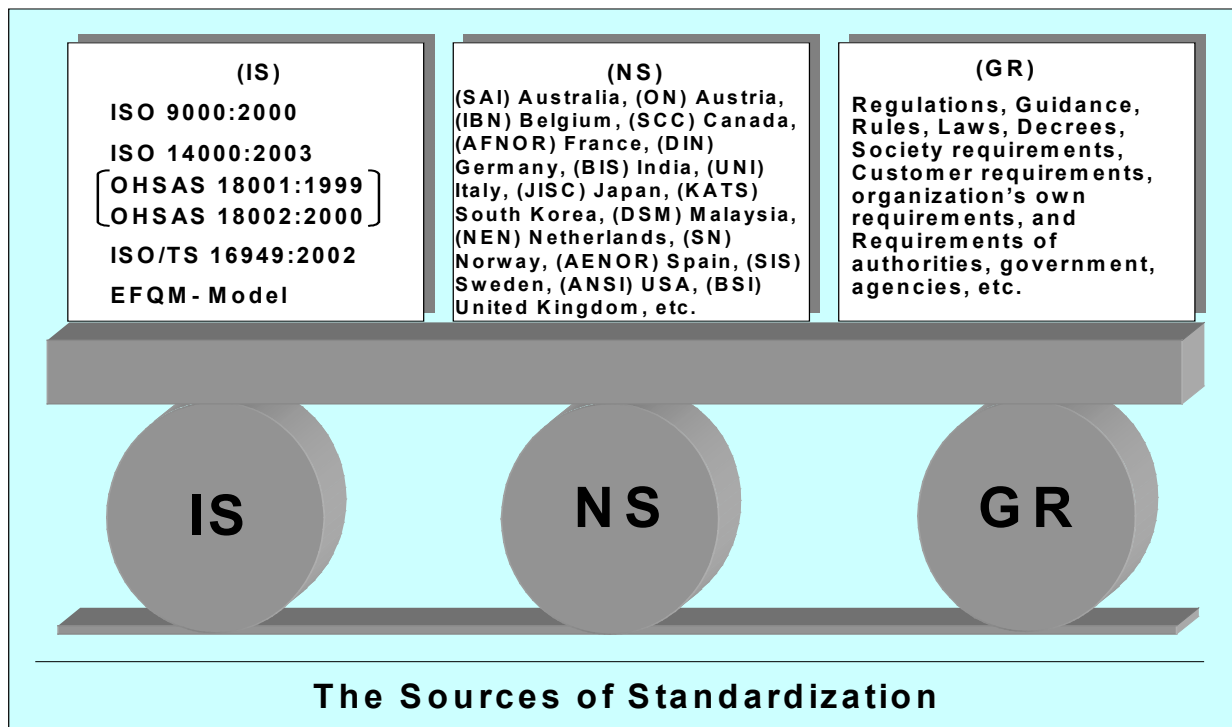 (IS)
ISO 9000:2000
ISO 14000:2003
OHSAS 18001:1999
OHSAS 18002:2000
ISO/TS 16949:2002
EFQM- Model
(NS)
(SAI) Australia, (ON) Austria,
(IBN) Belgium, (SCC) Canada,
(AFNOR) France, (DIN)
Germany, (BIS) India, (UNI)
Italy, (JISC) Japan, (KATS)
South Korea, (DSM) Malaysia,
(NEN) Netherlands, (SN)
Norway, (AENOR) Spain, (SIS)
Sweden, (ANSI) USA, (BSI)
United Kingdom, etc.
(GR)
Regulations, Guidance,
Rules, Laws, Decrees,
Society requirements,
Customer requirements,
organization’s own
requirements, and
Requirements of
authorities, government,
agencies, etc.
IS
NS
GR
The Sources of Standardization